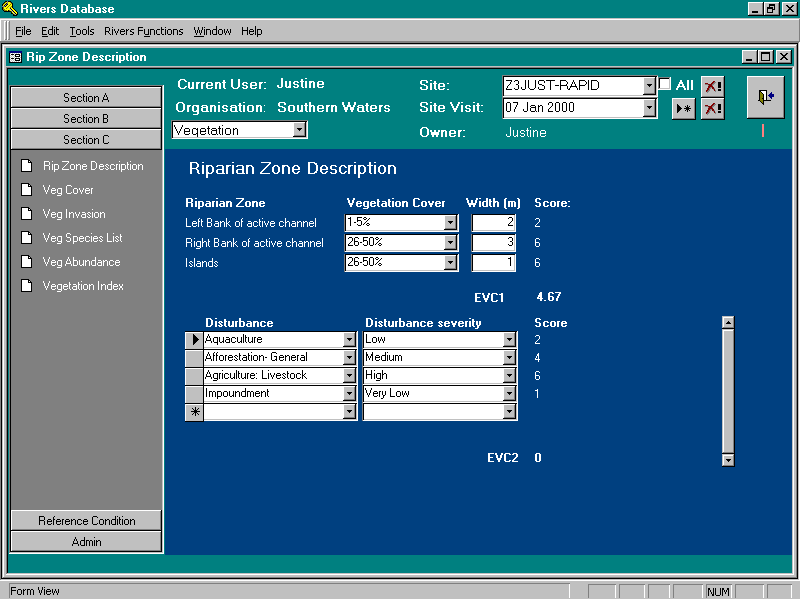 Rivers Database
File Edit Tools Rivers Functions Window Help
Rip Zone Description
Section A
Section B
Section C
Rip Zone Description
Veg Cover
Veg Invasion
Veg Species List
Veg Abundance
Vegetation Index
Reference Condition
Admin
Current User: Justine
Organisation: Southern Waters
Vegetation
Site: Z3JUST-RAPID All
Site Visit: 07 Jan 2000
Owner: Justine
Riparian Zone Description
Riparian Zone Vegetation Cover Width (m) Score:
Left Bank of active channel 1-5% 2 2
Right Bank of active channel 26-50% 3 6
Islands 26-50% 1 6
EVC1 4.67
Disturbance Disturbance severity Score
Aquaculture Low 2
Afforestation- General Medium 4
Agriculture: Livestock High 6
Impoundment Very Low 1
EVC2 0
Form View NUM